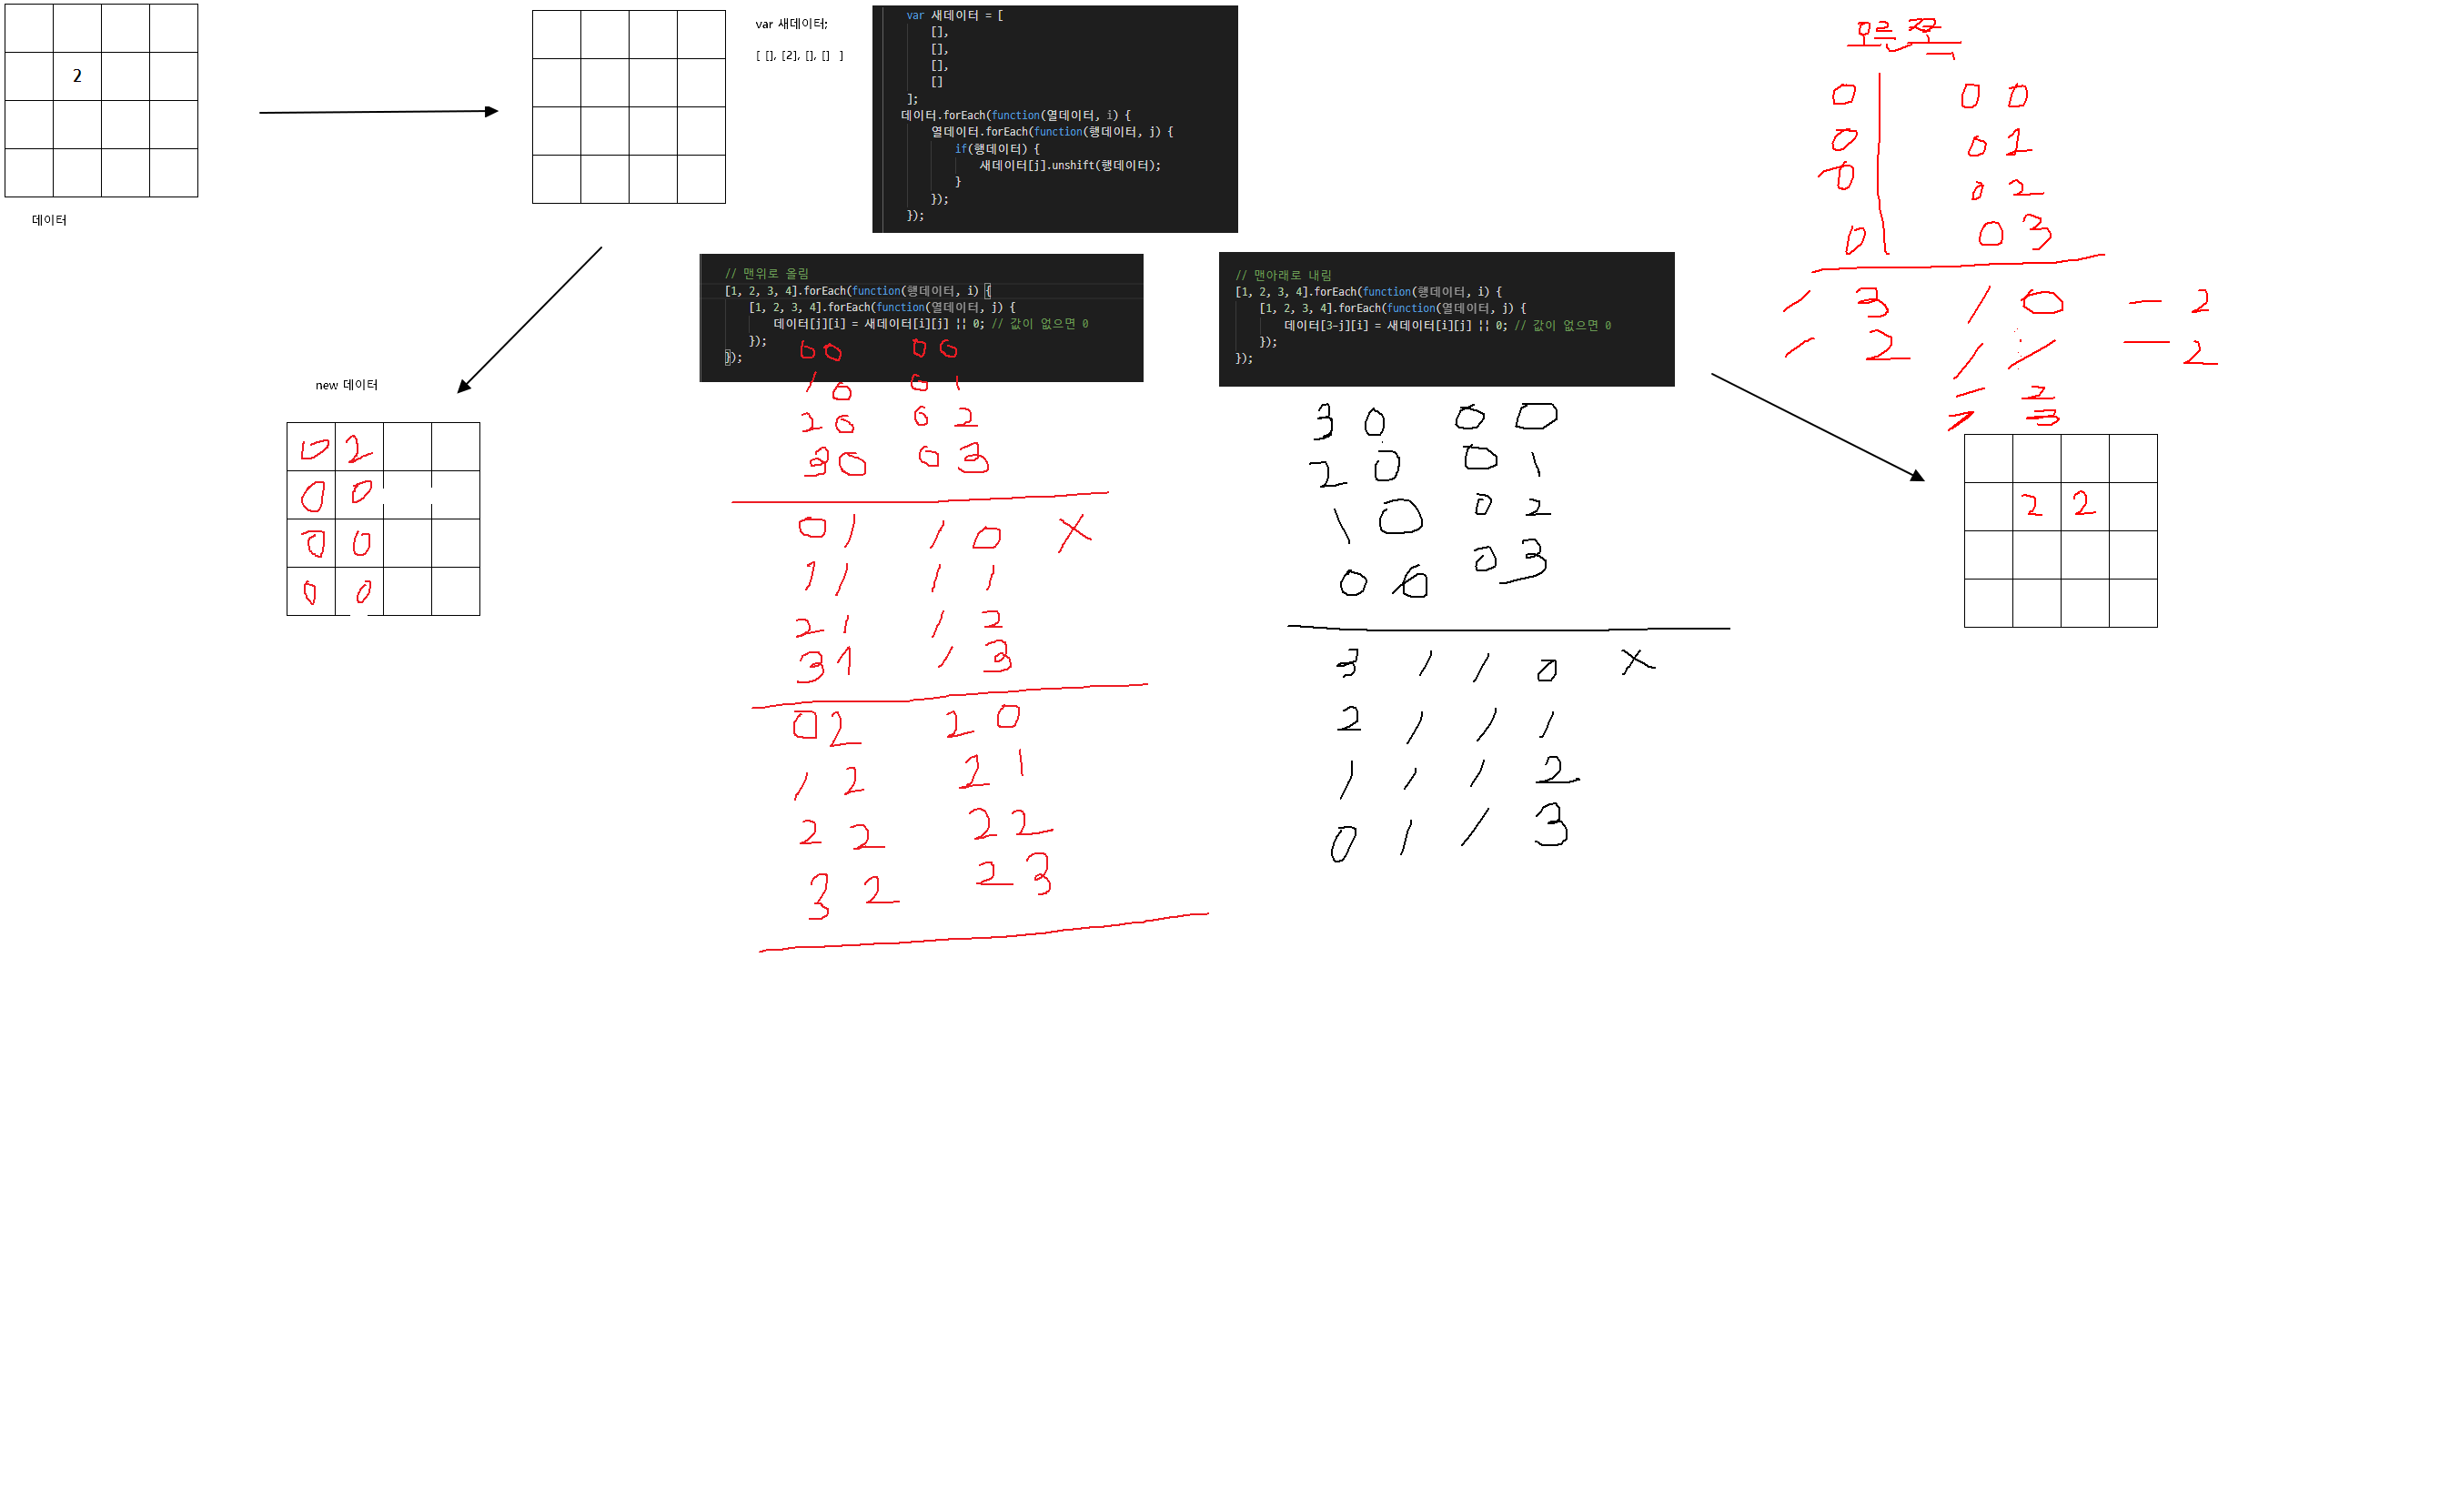 2
데이터
var 새데이터;
[ [], [2], [], [] ]
var 새데이터 = [
[],
[],
[],
[]
];
데이터.forEach(function(열데이터, i) {
열데이터.forEach(function(행데이터, j) {
if(행데이터) {
새데이터[j].unshift(행데이터);
}
});
});
// 맨위로 올림
[1, 2, 3, 4].forEach(function(행데이터, i) {
[1, 2, 3, 4].forEach(function(열데이터, j) {
데이터[j][i] = 새데이터[i][j] || 0; // 값이 없으면 0
});
});
0 0 0 0
1 0 0 1
2 0 0 2
3 0 0 3
0 1 1 0 X
1 1 1 1
2 1 1 2
3 1 1 3
0 2 2 0
1 2 2 1
2 2 2 2
3 2 2 3
// 맨아래로 내림
[1, 2, 3, 4].forEach(function(행데이터, i) {
[1, 2, 3, 4].forEach(function(열데이터, j) {
데이터[3-j][i] = 새데이터[i][j] || 0; // 값이 없으면 0
});
});
3 0 0 0
2 0 0 1
1 0 0 2
0 0 0 3
3 1 1 0 X
2 1 1 1
1 1 1 2
0 1 1 3
오른쪽
0 0 0
0 0 1
0 0 2
0 0 3
1 3 1 0 - 2
1 2 1 1 - 2
2
3
2 2
new 데이터
0 2
0 0
0 0
0 0